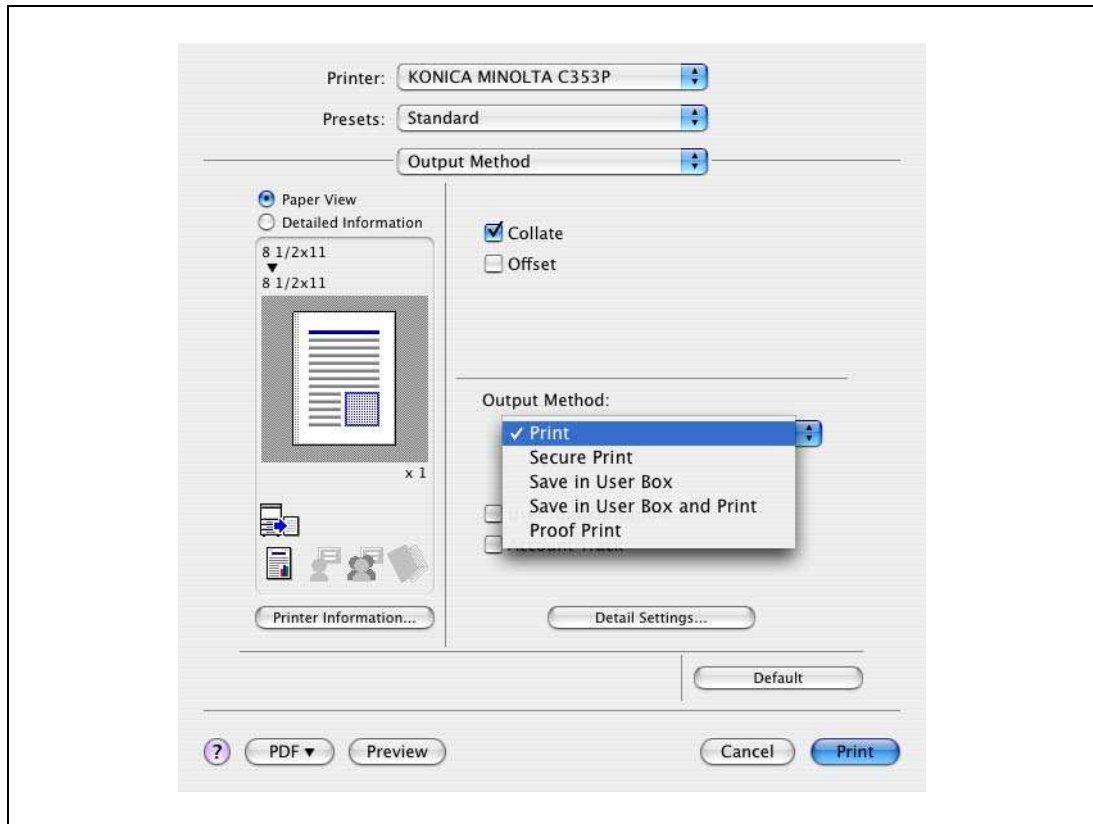 Printer: KONICA MINOLTA C353P
Presets: Standard
Output Method
Paper View
Detailed Information
8 1/2x11
8 1/2x11
x 1
Printer Information...
Collate
Offset
Output Method:
Print
Secure Print
Save in User Box
Save in User Box and Print
Proof Print
Account Track
Detail Settings...
Default
? PDF Preview Cancel Print